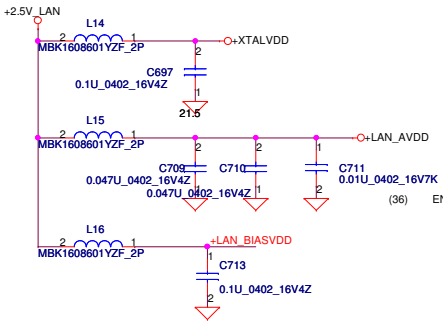 +2.5V_LAN
L14
2
1
+XTALVDD
MBK1608601YZF_2P
2
C697
0.1U_0402_16V4Z
1
21.5
L15
2
1
+LAN_AVDD
MBK1608601YZF_2P
2
2
1
C709
C710
C711
0.047U_0402_16V4Z
0.01U_0402_16V7K
1
1
2
0.047U_0402_16V4Z
(36)
EN
L16
2
1
+LAN_BIASVDD
MBK1608601YZF_2P
1
C713
0.1U_0402_16V4Z
2